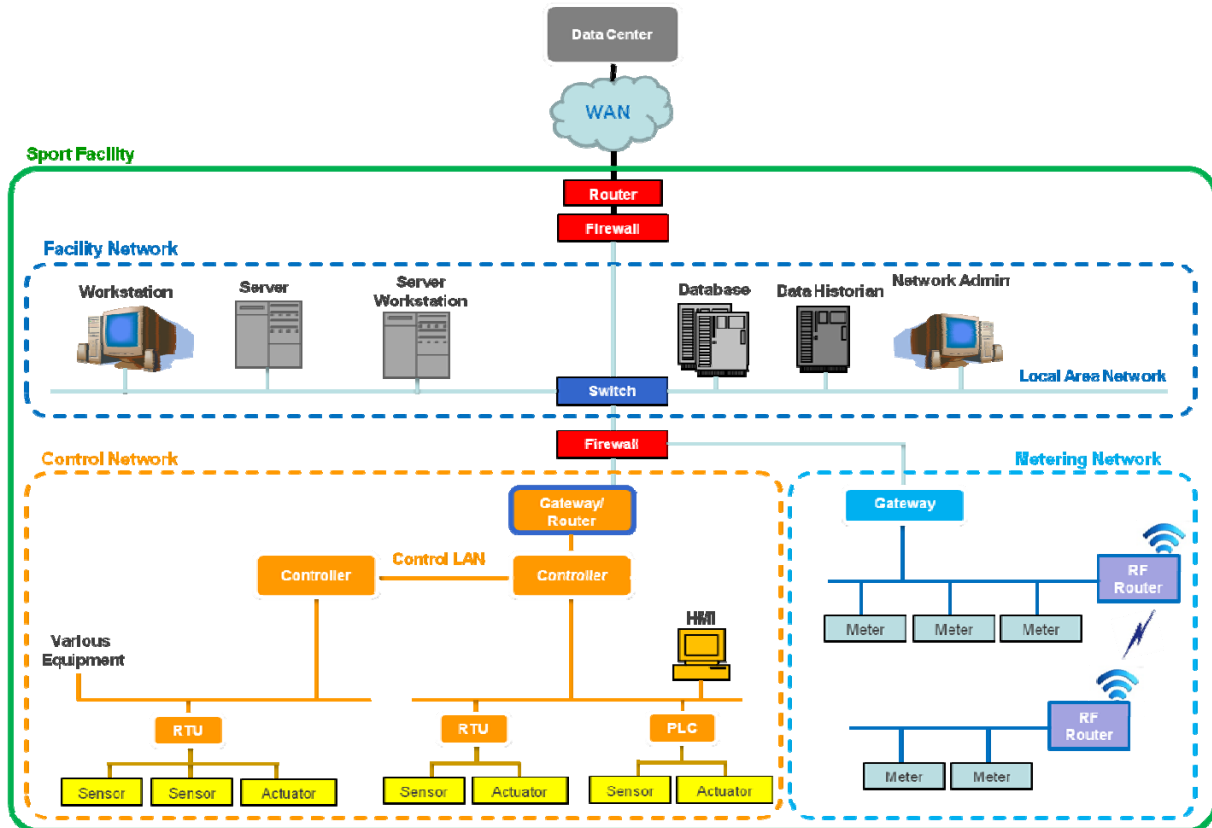 Data Center
WAN
Sport Facility
Router
Firewall
Facility Network
Workstation
Server
Server
Workstation
Database
Data Historian
Network Admin
Local Area Network
Switch
Firewall
Control Network
Metering Network
Gateway/
Router
Gateway
Control LAN
Controller
Controller
RF
Router
HMI
Meter
Meter
Meter
Various
Equipment
RTU
RTU
PLC
RF
Router
Sensor
Sensor
Actuator
Sensor
Actuator
Sensor
Actuator
Meter
Meter